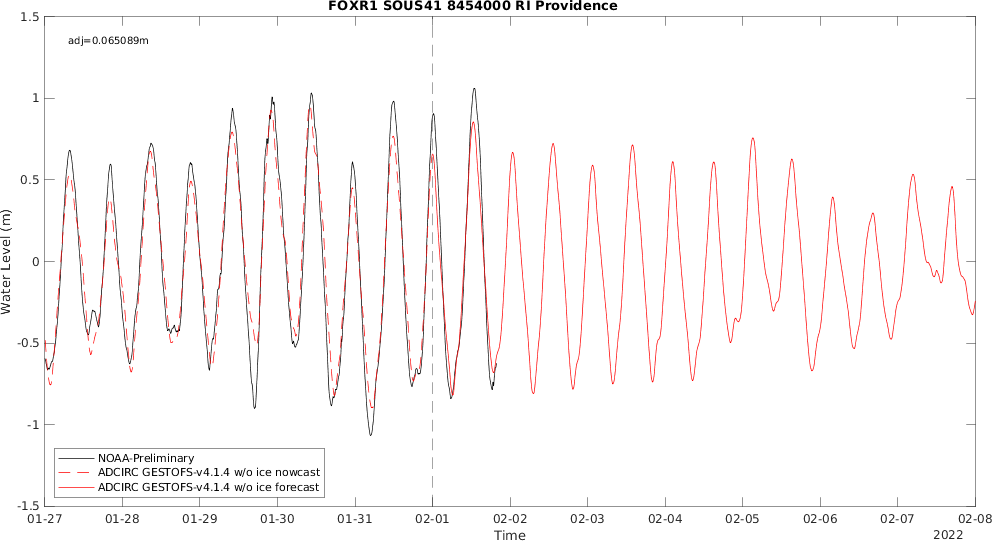 FOXR1 SOUS41 8454000 RI Providence
adj=0.065089m
1.5
1
0.5
0
-0.5
-1
-1.5
Water Level (m)
NOAA-Preliminary
ADCIRC GESTOFS-v4.1.4 w/o ice nowcast
ADCIRC GESTOFS-v4.1.4 w/o ice forecast
01-27 01-28 01-29 01-30 01-31 02-01 02-02 02-03 02-04 02-05 02-06 02-07 02-08
Time
2022